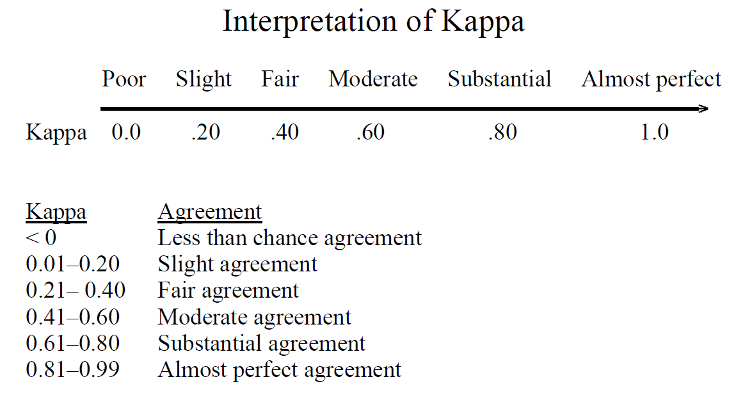 Interpretation of Kappa
Poor Slight Fair Moderate Substantial Almost perfect
Kappa 0.0 .20 .40 .60 .80 1.0
Kappa Agreement
< 0 Less than chance agreement
0.01–0.20 Slight agreement
0.21– 0.40 Fair agreement
0.41–0.60 Moderate agreement
0.61–0.80 Substantial agreement
0.81–0.99 Almost perfect agreement